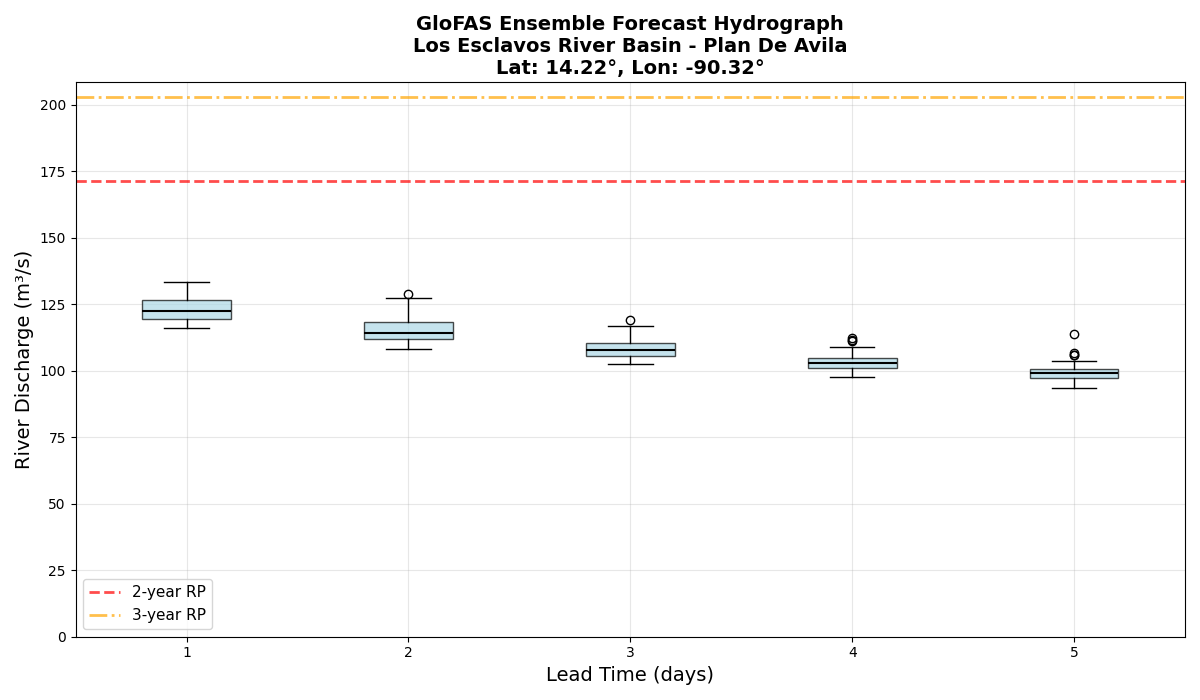 GloFAS Ensemble Forecast Hydrograph
Los Esclavos River Basin - Plan De Avila
Lat: 14.22°, Lon: -90.32°
River Discharge (m³/s)
200
175
150
125
100
75
50
25
0
2-year RP
3-year RP
1 2 3 4 5
Lead Time (days)